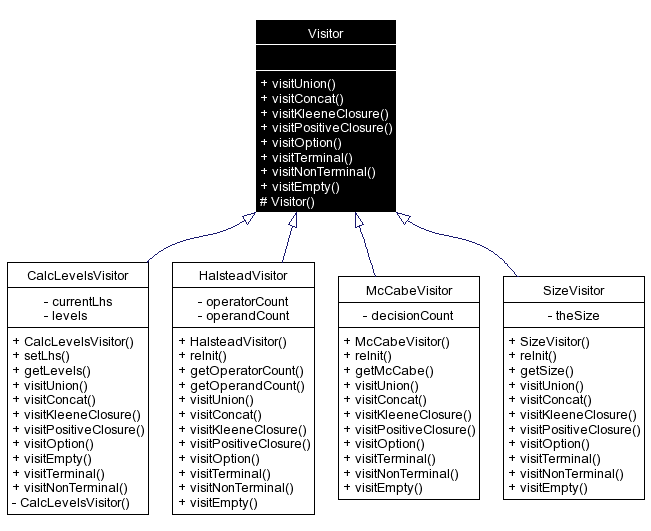 Visitor
+ visitUnion()
+ visitConcat()
+ visitKleeneClosure()
+ visitPositiveClosure()
+ visitOption()
+ visitTerminal()
+ visitNonTerminal()
+ visitEmpty()
# Visitor()
CalcLevelsVisitor
- currentLhs
- levels
+ CalcLevelsVisitor()
+ setLhs()
+ getLevels()
+ visitUnion()
+ visitConcat()
+ visitKleeneClosure()
+ visitPositiveClosure()
+ visitOption()
+ visitEmpty()
+ visitTerminal()
+ visitNonTerminal()
- CalcLevelsVisitor()
HalsteadVisitor
- operatorCount
- operandCount
+ HalsteadVisitor()
+ reInit()
+ getOperatorCount()
+ getOperandCount()
+ visitUnion()
+ visitConcat()
+ visitKleeneClosure()
+ visitPositiveClosure()
+ visitOption()
+ visitTerminal()
+ visitNonTerminal()
+ visitEmpty()
McCabeVisitor
- decisionCount
+ McCabeVisitor()
+ reInit()
+ getMcCabe()
+ visitUnion()
+ visitConcat()
+ visitKleeneClosure()
+ visitPositiveClosure()
+ visitOption()
+ visitTerminal()
+ visitNonTerminal()
+ visitEmpty()
SizeVisitor
- theSize
+ SizeVisitor()
+ reInit()
+ getSize()
+ visitUnion()
+ visitConcat()
+ visitKleeneClosure()
+ visitPositiveClosure()
+ visitOption()
+ visitTerminal()
+ visitNonTerminal()
+ visitEmpty()